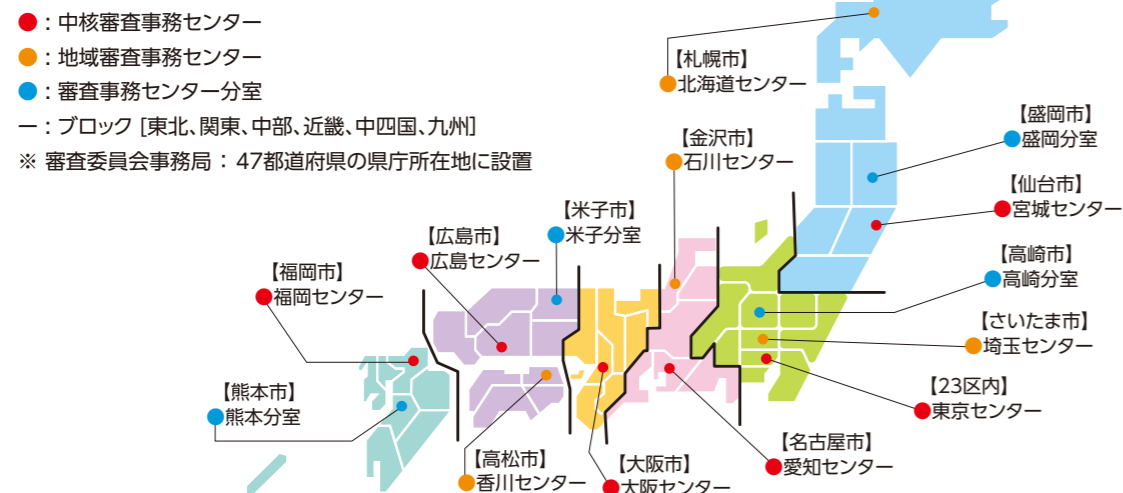 ●：中核審査事務センター
●：地域審査事務センター
●：審査事務センター分室
ー：ブロック [東北、関東、中部、近畿、中四国、九州]
※ 審査委員会事務局：47都道府県の県庁所在地に設置
【札幌市】
北海道センター
【盛岡市】
盛岡分室
【金沢市】
石川センター
【仙台市】
宮城センター
【米子市】
米子分室
【広島市】
広島センター
【高崎市】
高崎分室
【福岡市】
福岡センター
【さいたま市】
埼玉センター
【熊本市】
熊本分室
【23区内】
東京センター
【名古屋市】
愛知センター
【高松市】
香川センター
【大阪市】
大阪センター